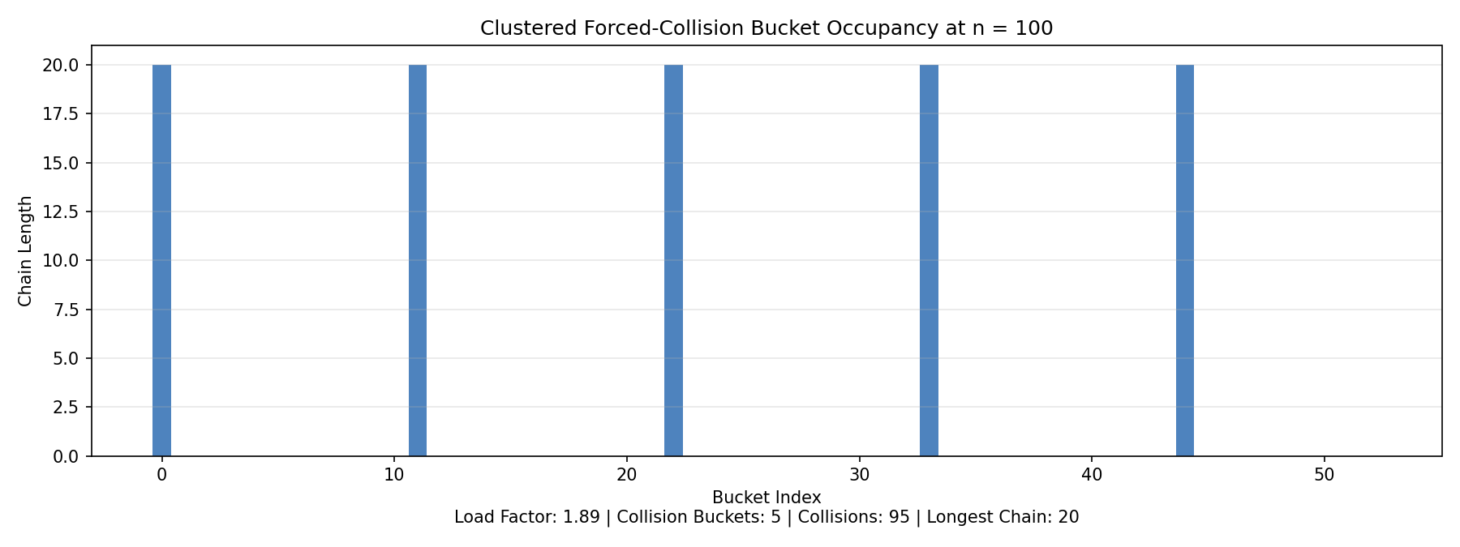 Clustered Forced-Collision Bucket Occupancy at n = 100
20.0
17.5
15.0
12.5
10.0
7.5
5.0
2.5
0.0
Chain Length
0 10 20 30 40 50
Bucket Index
Load Factor: 1.89 | Collision Buckets: 5 | Collisions: 95 | Longest Chain: 20